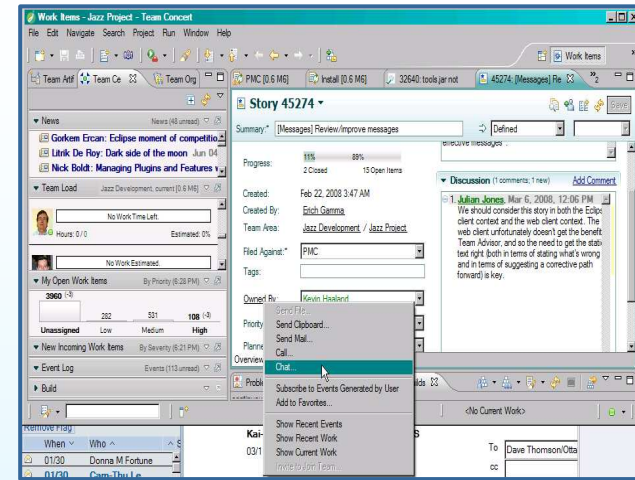 Work Items - Jazz Project - Team Concert
File Edit Navigate Search Project Run Window Help
Work Items
Team Artif
Team Ce
Team Org
PMC [0.6 M6]
Install [0.6 M6]
32640: tools.jar not
45274: [Messages] Re
2
News
News (48 unread)
Gorkem Ercan: Eclipse moment of competitio
Litrik De Roy: Dark side of the moon Jun 04
Nick Boldt: Managing Plugins and Features v
Team Load
Jazz Development, current [0.6 M6]
No Work Time Left.
Hours: 0/0
Estimated: 0%
No Work Estimated.
My Open Work Items
By Priority (6:28 PM)
3960 (-3)
282
531
108 (-3)
Unassigned
Low
Medium
High
New Incoming Work Items
By Severity (6:21 PM)
Event Log
Events (113 unread)
Build
Story 45274
Save
Summary:*
[Messages] Review/improve messages
Defined
Progress:
11%
89%
2 Closed
15 Open Items
Created:
Feb 22, 2008 3:47 AM
Created By:
Erich Gamma
Team Area:
Jazz Development / Jazz Project
Filed Against:*
PMC
Tags:
Owned By:
Kevin Haaland
Priority
Planne
Overview
effective messages".
Discussion (1 comments; 1 new)
Add Comment
1. Julian Jones, Mar 6, 2008, 12:06 PM
We should consider this story in both the Eclips
client context and the web client context. The
web client unfortunately doesn't get the benefit
Team Advisor, and so the need to get the static
text right (both in terms of stating what's wrong
and in terms of suggesting a corrective path
forward) is key.
Send File...
Send Clipboard...
Send Mail...
Call...
Chat...
Subscribe to Events Generated by User
Add to Favorites...
Show Recent Events
Show Recent Work
Show Current Work
Invite to Join Team...
Proble
ilds
<No Current Work>
Remove Flag
When
Who
S
01/30
Donna M Fortune
01/30
Cam-Thu Le
Kai-
S
03/1
To
Dave Thomson/Otta
cc